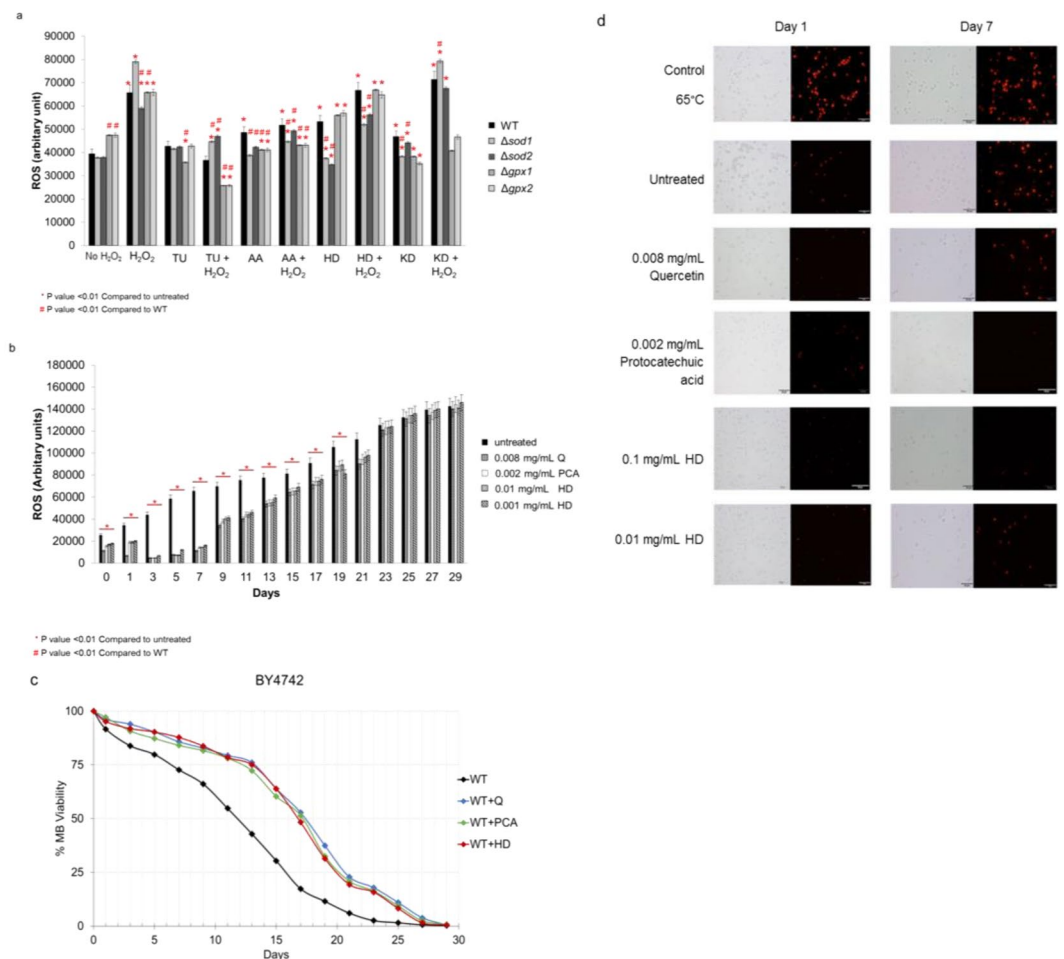 a
ROS (arbitary unit)
90000
80000
70000
60000
50000
40000
30000
20000
10000
0
No H₂O₂
H₂O₂
TU
TU + H₂O₂
AA
AA + H₂O₂
HD
HD + H₂O₂
KD
KD + H₂O₂
WT
Δsod1
Δsod2
Δgpx1
Δgpx2
* P value <0.01 Compared to untreated
# P value <0.01 Compared to WT
b
ROS (Arbitary units)
180000
160000
140000
120000
100000
80000
60000
40000
20000
0
0 1 3 5 7 9 11 13 15 17 19 21 23 25 27 29
Days
untreated
0.008 mg/mL Q
0.002 mg/mL PCA
0.01 mg/mL HD
0.001 mg/mL HD
* P value <0.01 Compared to untreated
# P value <0.01 Compared to WT
c
BY4742
% MB Viability
100
75
50
25
0
0 5 10 15 20 25 30
Days
WT
WT+Q
WT+PCA
WT+HD
d
Day 1 Day 7
Control
65°C
Untreated
0.008 mg/mL
Quercetin
0.002 mg/mL
Protocatechuic
acid
0.1 mg/mL HD
0.01 mg/mL HD